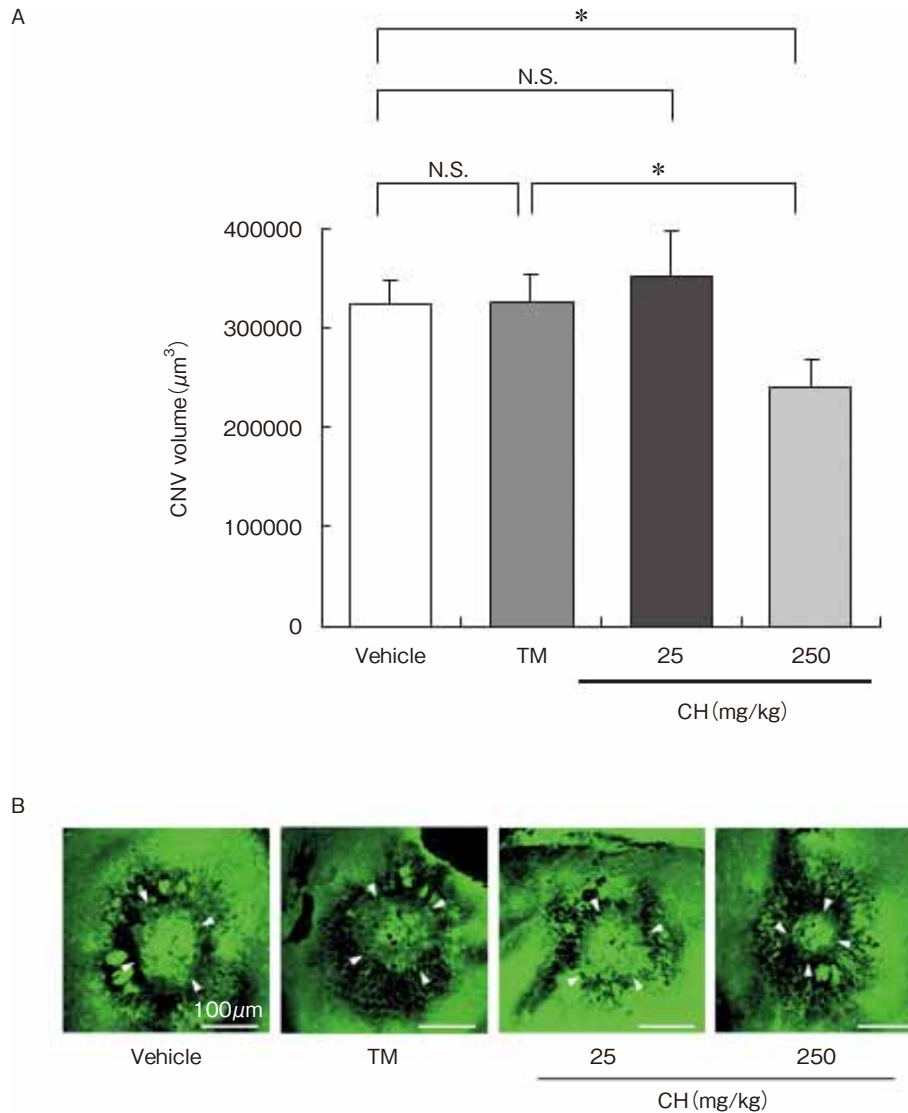 A
*
N.S.
N.S.
*
400000
300000
200000
100000
0
CNV volume(μm³)
Vehicle
TM
25
250
CH(mg/kg)
B
100μm
Vehicle
TM
25
250
CH(mg/kg)